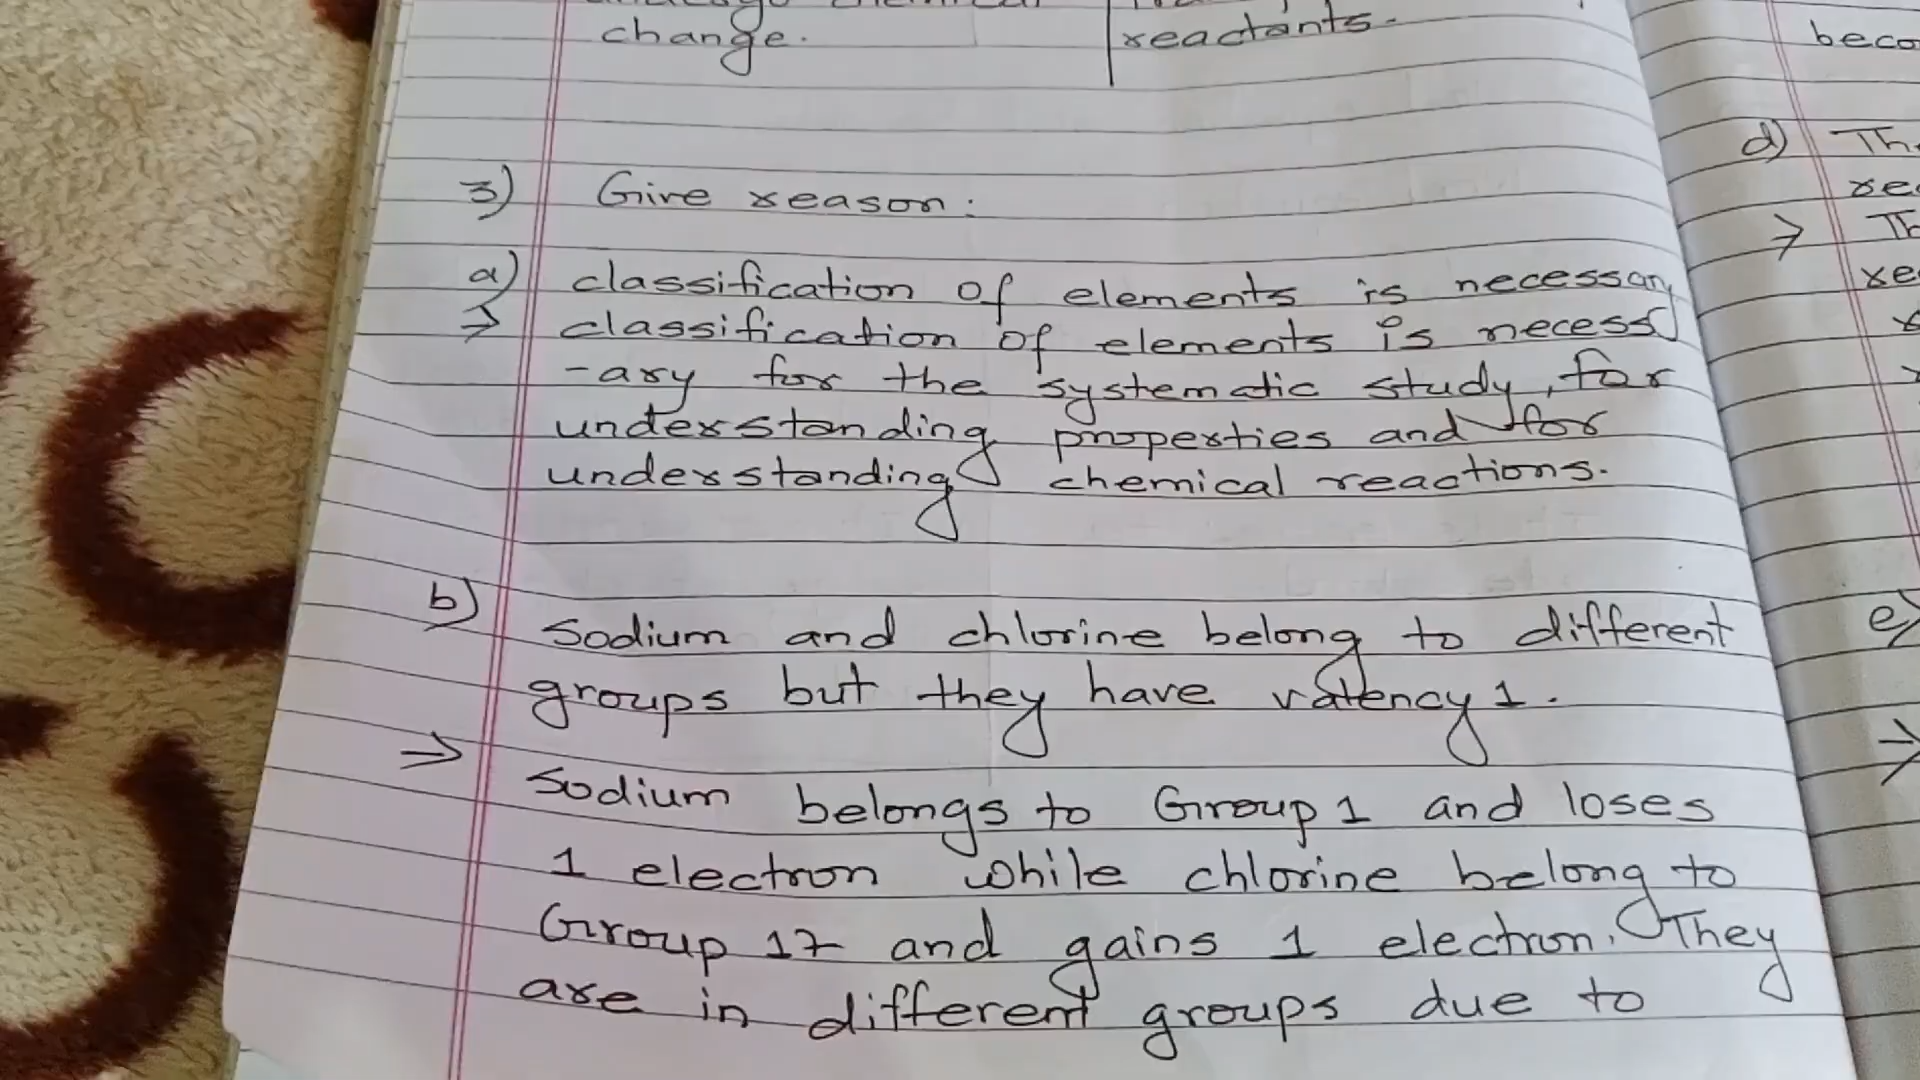 change.
reactants.
3) Give reason:
a) classification of elements is necessary
→ classification of elements is necess
-ary for the systematic study, for
understanding properties and for
understanding chemical reactions.
b) Sodium and chlorine belong to different
groups but they have valency 1.
⇒ Sodium belongs to Group 1 and loses
1 electron while chlorine belong to
Group 17 and gains 1 electron. They
are in different groups due to
d)
e)